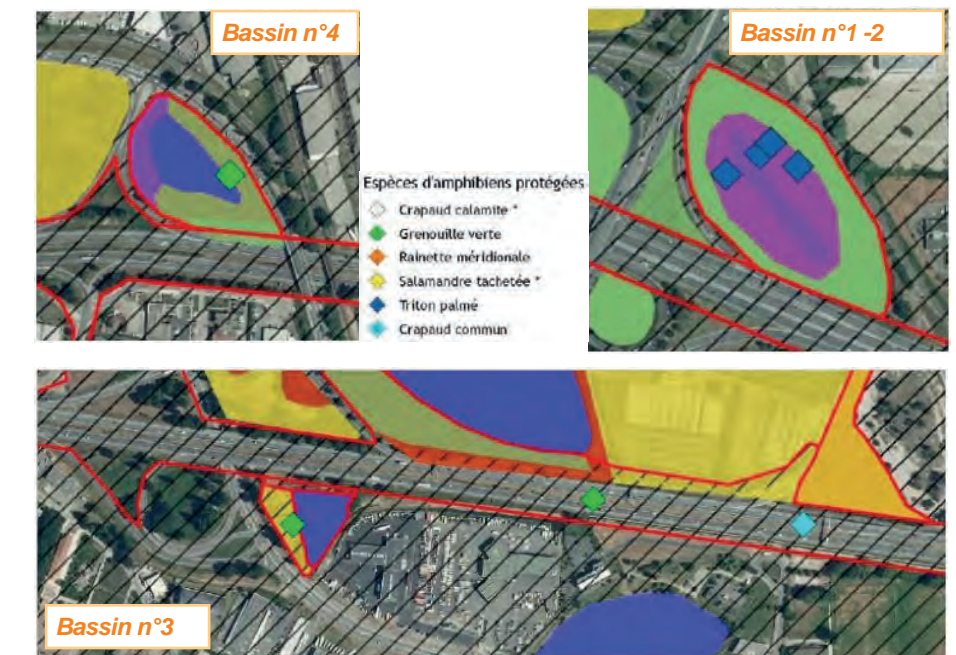 Bassin n°4
Bassin n°1 -2
Espèces d'amphibiens protégées
Crapaud calamite *
Grenouille verte
Rainette méridionale
Salamandre tachetée *
Triton palmé
Crapaud commun
Bassin n°3